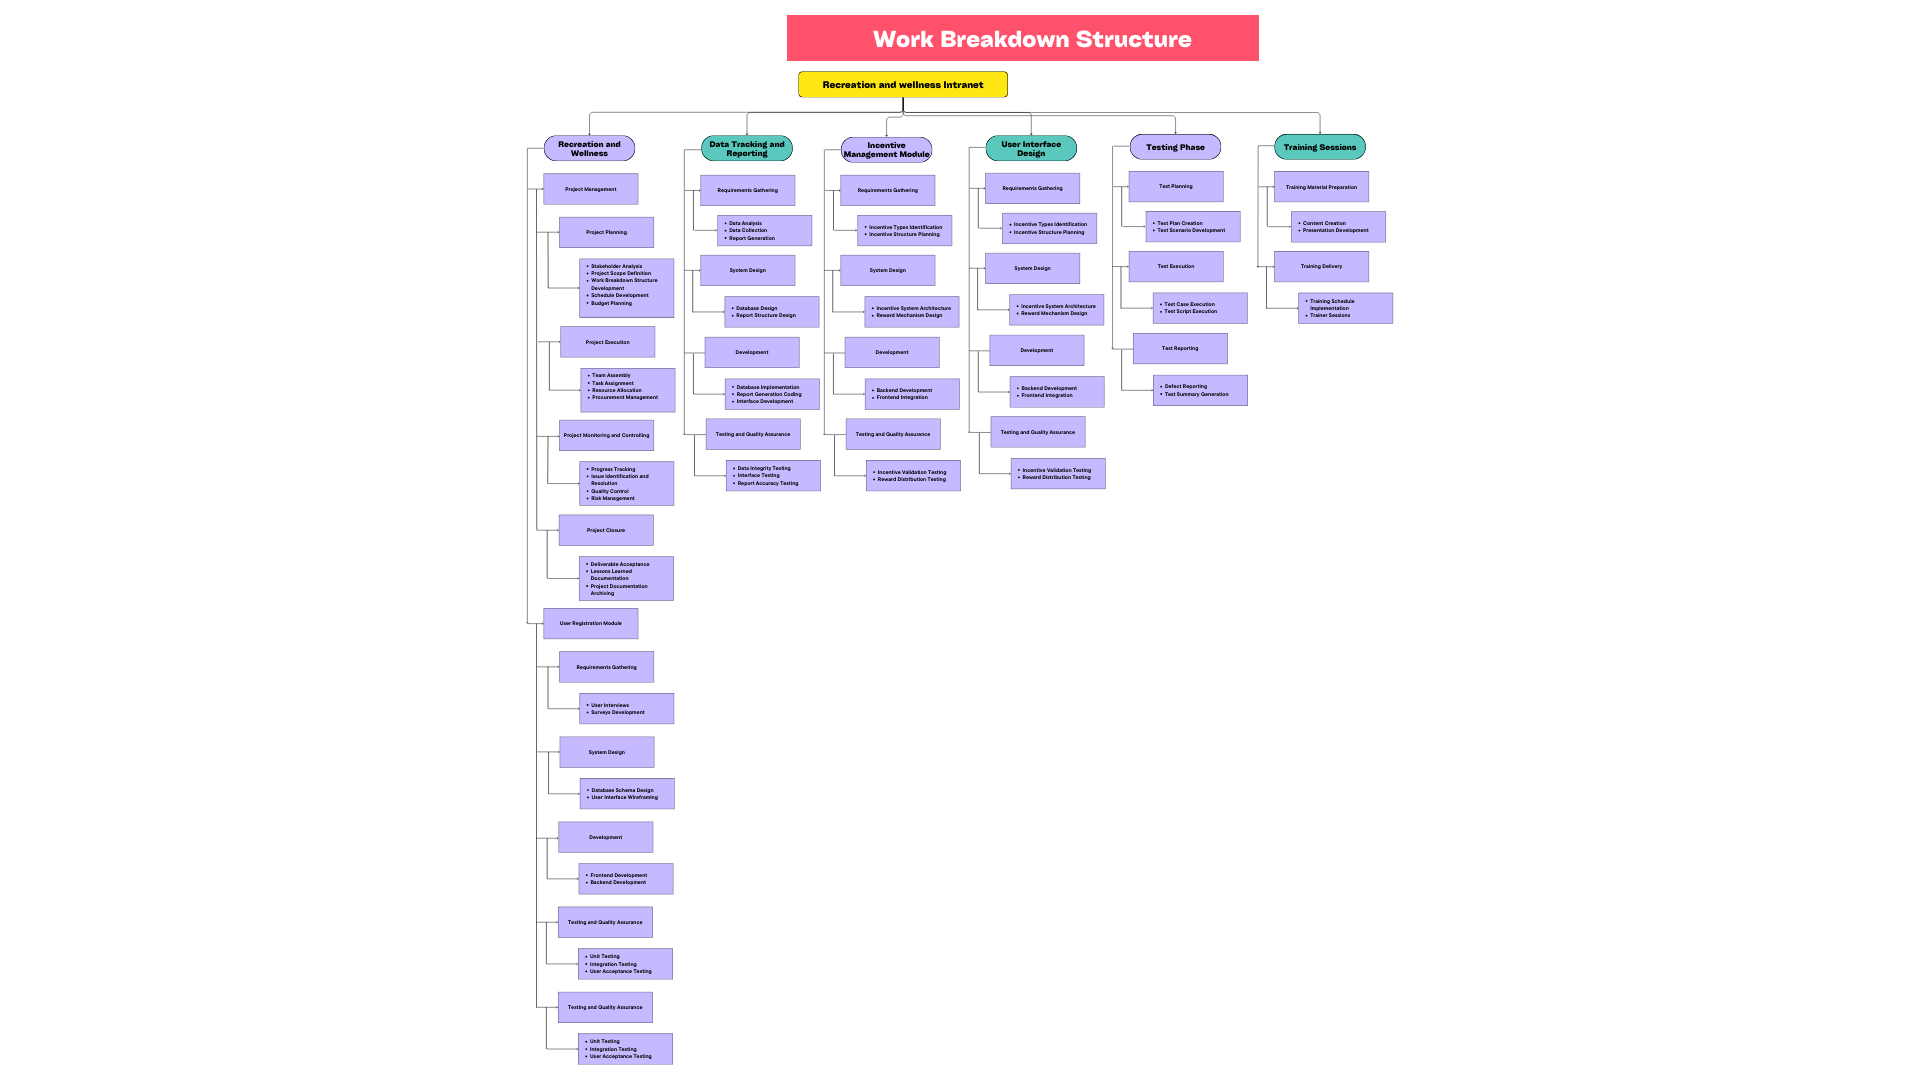 Work Breakdown Structure
Recreation and wellness Intranet
Recreation and
Wellness
Project Management
Project Planning
• Stakeholder Analysis
• Project Scope Definition
• Work Breakdown Structure
Development
• Schedule Development
• Budget Planning
Project Execution
• Team Assembly
• Task Assignment
• Resource Allocation
• Procurement Management
Project Monitoring and Controlling
• Progress Tracking
• Issue Identification and
Resolution
• Quality Control
• Risk Management
Project Closure
• Deliverable Acceptance
• Lessons Learned
Documentation
• Project Documentation
Archiving
User Registration Module
Requirements Gathering
• User Interviews
• Surveys Development
System Design
• Database Schema Design
• User Interface Wireframing
Development
• Frontend Development
• Backend Development
Testing and Quality Assurance
• Unit Testing
• Integration Testing
• User Acceptance Testing
Testing and Quality Assurance
• Unit Testing
• Integration Testing
• User Acceptance Testing
Data Tracking and
Reporting
Requirements Gathering
• Data Analysis
• Data Collection
• Report Generation
System Design
• Database Design
• Report Structure Design
Development
• Database Implementation
• Report Generation Coding
• Interface Development
Testing and Quality Assurance
• Data Integrity Testing
• Interface Testing
• Report Accuracy Testing
Incentive
Management Module
Requirements Gathering
• Incentive Types Identification
• Incentive Structure Planning
System Design
• Incentive System Architecture
• Reward Mechanism Design
Development
• Backend Development
• Frontend Integration
Testing and Quality Assurance
• Incentive Validation Testing
• Reward Distribution Testing
User Interface
Design
Requirements Gathering
• Incentive Types Identification
• Incentive Structure Planning
System Design
• Incentive System Architecture
• Reward Mechanism Design
Development
• Backend Development
• Frontend Integration
Testing and Quality Assurance
• Incentive Validation Testing
• Reward Distribution Testing
Testing Phase
Test Planning
• Test Plan Creation
• Test Scenario Development
Test Execution
• Test Case Execution
• Test Script Execution
Test Reporting
• Defect Reporting
• Test Summary Generation
Training Sessions
Training Material Preparation
• Content Creation
• Presentation Development
Training Delivery
• Training Schedule
Implementation
• Trainer Sessions